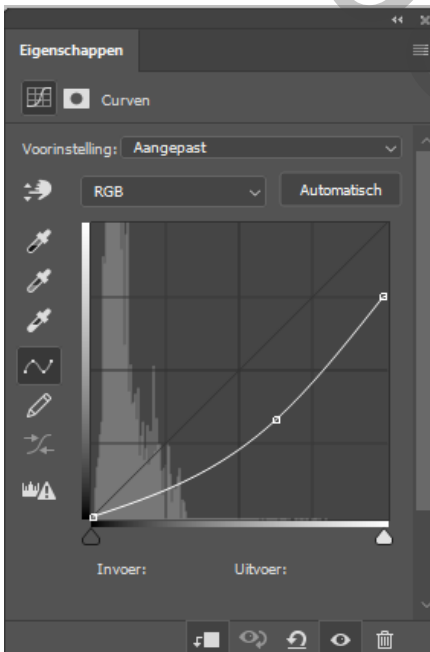 Eigenschappen
Curven
Voorinstelling: Aangepast
RGB
Automatisch
Invoer:
Uitvoer: